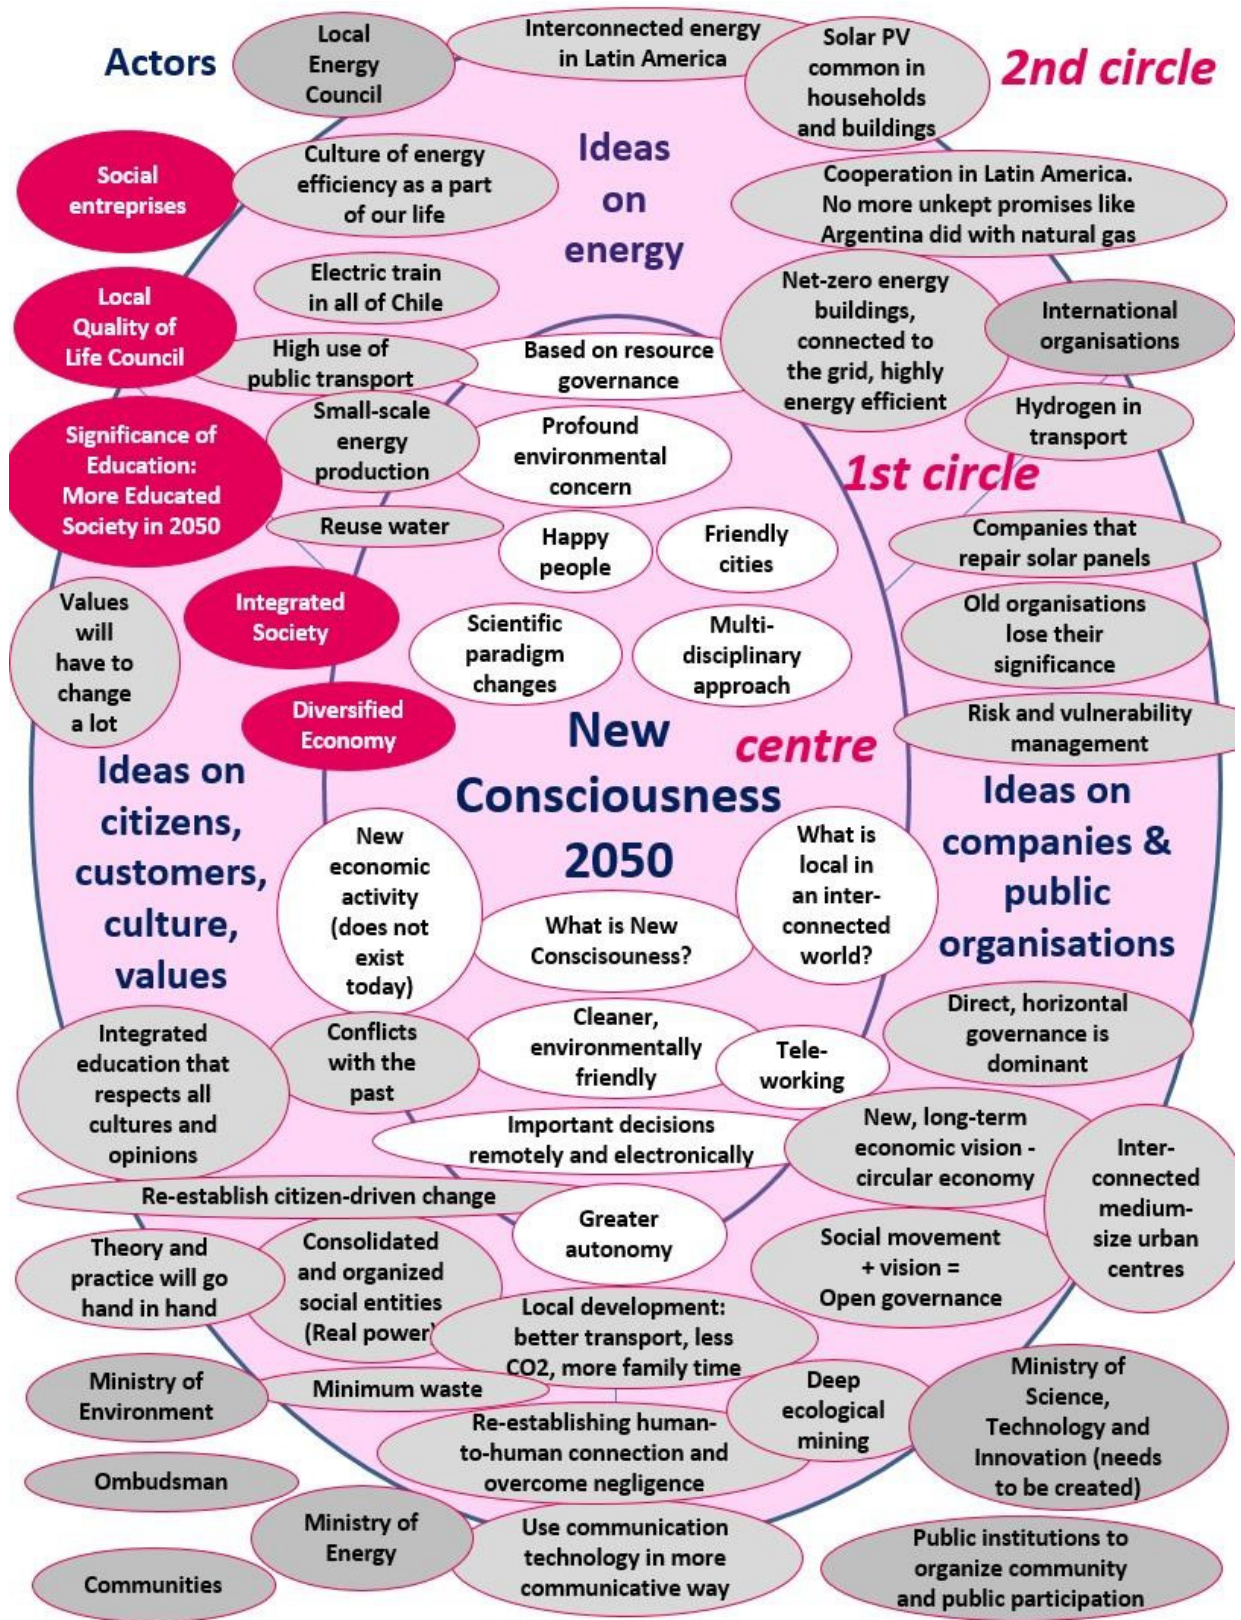 Actors
Local
Energy
Council
Interconnected energy
in Latin America
Solar PV
common in
households
and buildings
2nd circle
Social
entreprises
Culture of energy
efficiency as a part
of our life
Ideas
on
energy
Cooperation in Latin America.
No more unkept promises like
Argentina did with natural gas
Local
Quality of
Life Council
Electric train
in all of Chile
Net-zero energy
buildings,
connected to
the grid, highly
energy efficient
International
organisations
High use of
public transport
Based on resource
governance
Significance of
Education:
More Educated
Society in 2050
Small-scale
energy
production
Profound
environmental
concern
Hydrogen in
transport
1st circle
Reuse water
Happy
people
Friendly
cities
Companies that
repair solar panels
Values
will
have to
change
a lot
Integrated
Society
Scientific
paradigm
changes
Multi-
disciplinary
approach
Old organisations
lose their
significance
Diversified
Economy
New
Consciousness
2050
centre
Risk and vulnerability
management
Ideas on
citizens,
customers,
culture,
values
Ideas on
companies &
public
organisations
New
economic
activity
(does not
exist
today)
What is New
Conscisouness?
What is
local in
an inter-
connected
world?
Integrated
education that
respects all
cultures and
opinions
Conflicts
with the
past
Cleaner,
environmentally
friendly
Tele-
working
Direct, horizontal
governance is
dominant
Important decisions
remotely and electronically
New, long-term
economic vision -
circular economy
Inter-
connected
medium-
size urban
centres
Re-establish citizen-driven change
Greater
autonomy
Theory and
practice will go
hand in hand
Consolidated
and organized
social entities
(Real power)
Social movement
+ vision =
Open governance
Local development:
better transport, less
CO2, more family time
Ministry of
Environment
Minimum waste
Deep
ecological
mining
Ministry of
Science,
Technology and
Innovation (needs
to be created)
Re-establishing human-
to-human connection and
overcome negligence
Ombudsman
Ministry of
Energy
Use communication
technology in more
communicative way
Communities
Public institutions to
organize community
and public participation